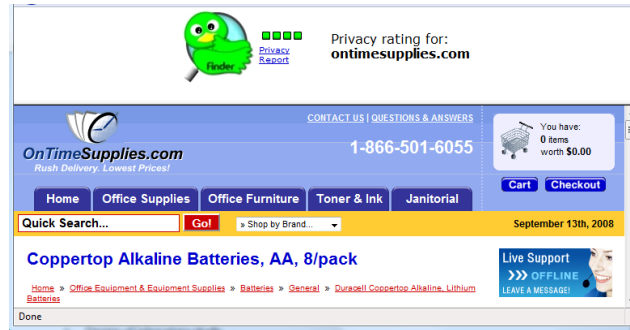 Finder
Privacy
Report
Privacy rating for:
ontimesupplies.com
CONTACT US | QUESTIONS & ANSWERS
1-866-501-6055
You have:
0 items
worth $0.00
OnTimeSupplies.com
Rush Delivery. Lowest Prices!
Cart Checkout
Home Office Supplies Office Furniture Toner & Ink Janitorial
Quick Search... Go! » Shop by Brand... September 13th, 2008
Coppertop Alkaline Batteries, AA, 8/pack
Live Support
»» OFFLINE
LEAVE A MESSAGE!
Home » Office Equipment & Equipment Supplies » Batteries » General » Duracell Coppertop Alkaline, Lithium
Batteries
Done